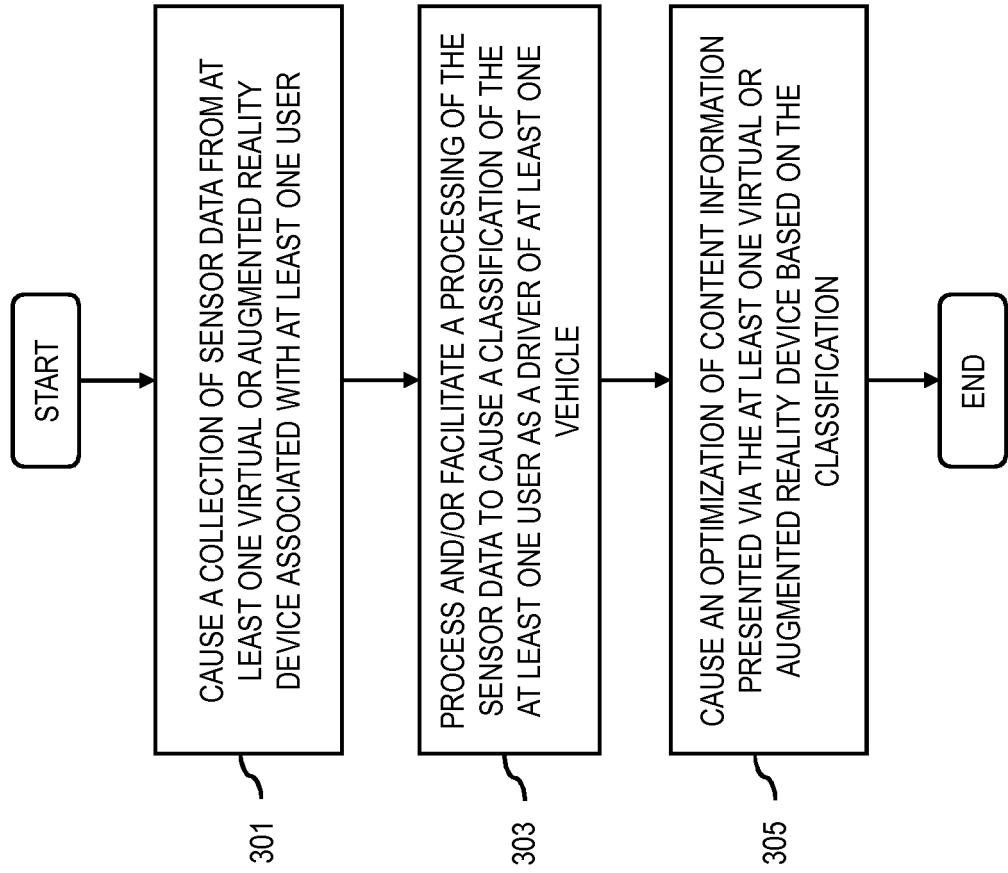 START
CAUSE A COLLECTION OF SENSOR DATA FROM AT
LEAST ONE VIRTUAL OR AUGMENTED REALITY
DEVICE ASSOCIATED WITH AT LEAST ONE USER
301
PROCESS AND/OR FACILITATE A PROCESSING OF THE
SENSOR DATA TO CAUSE A CLASSIFICATION OF THE
AT LEAST ONE USER AS A DRIVER OF AT LEAST ONE
VEHICLE
303
CAUSE AN OPTIMIZATION OF CONTENT INFORMATION
PRESENTED VIA THE AT LEAST ONE VIRTUAL OR
AUGMENTED REALITY DEVICE BASED ON THE
CLASSIFICATION
305
END